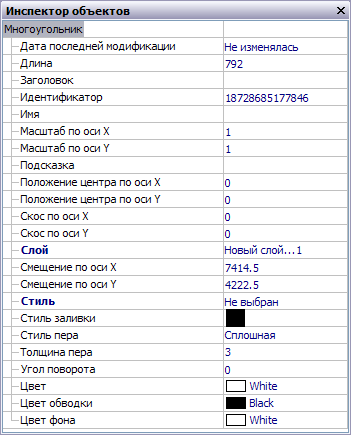 Инспектор объектов
Многоугольник
Дата последней модификации Не изменялась
Длина 792
Заголовок
Идентификатор 18728685177846
Имя
Масштаб по оси X 1
Масштаб по оси Y 1
Подсказка
Положение центра по оси X 0
Положение центра по оси Y 0
Скос по оси X 0
Скос по оси Y 0
Слой Новый слой...1
Смещение по оси X 7414.5
Смещение по оси Y 4222.5
Стиль Не выбран
Стиль заливки
Стиль пера Сплошная
Толщина пера 3
Угол поворота 0
Цвет White
Цвет обводки Black
Цвет фона White